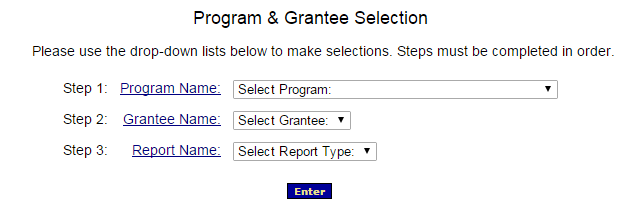 Program & Grantee Selection
Please use the drop-down lists below to make selections. Steps must be completed in order.
Step 1: Program Name: Select Program:
Step 2: Grantee Name: Select Grantee:
Step 3: Report Name: Select Report Type:
Enter